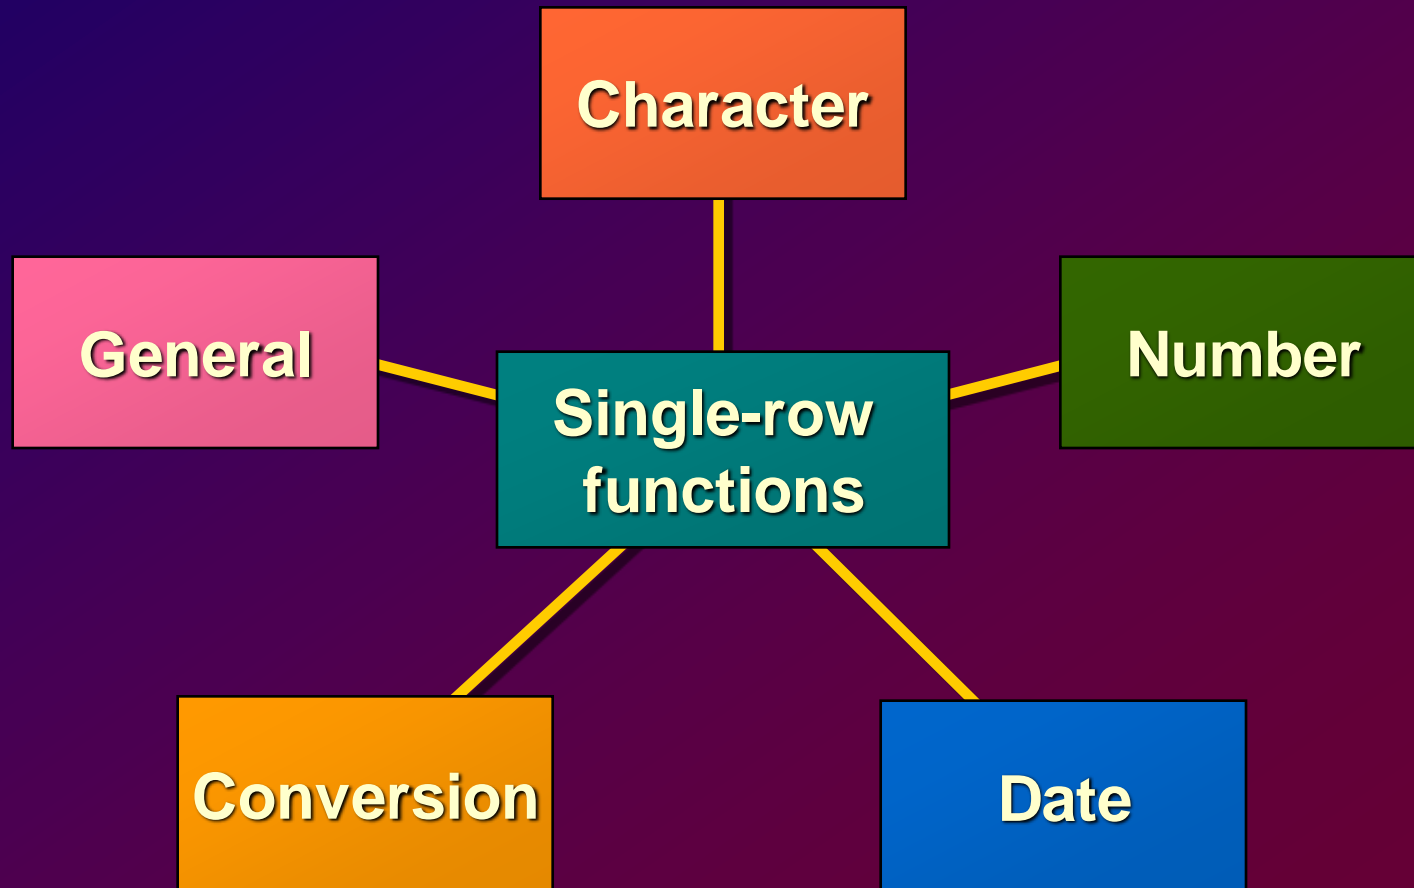 Character
General
Number
Single-row
functions
Conversion
Date